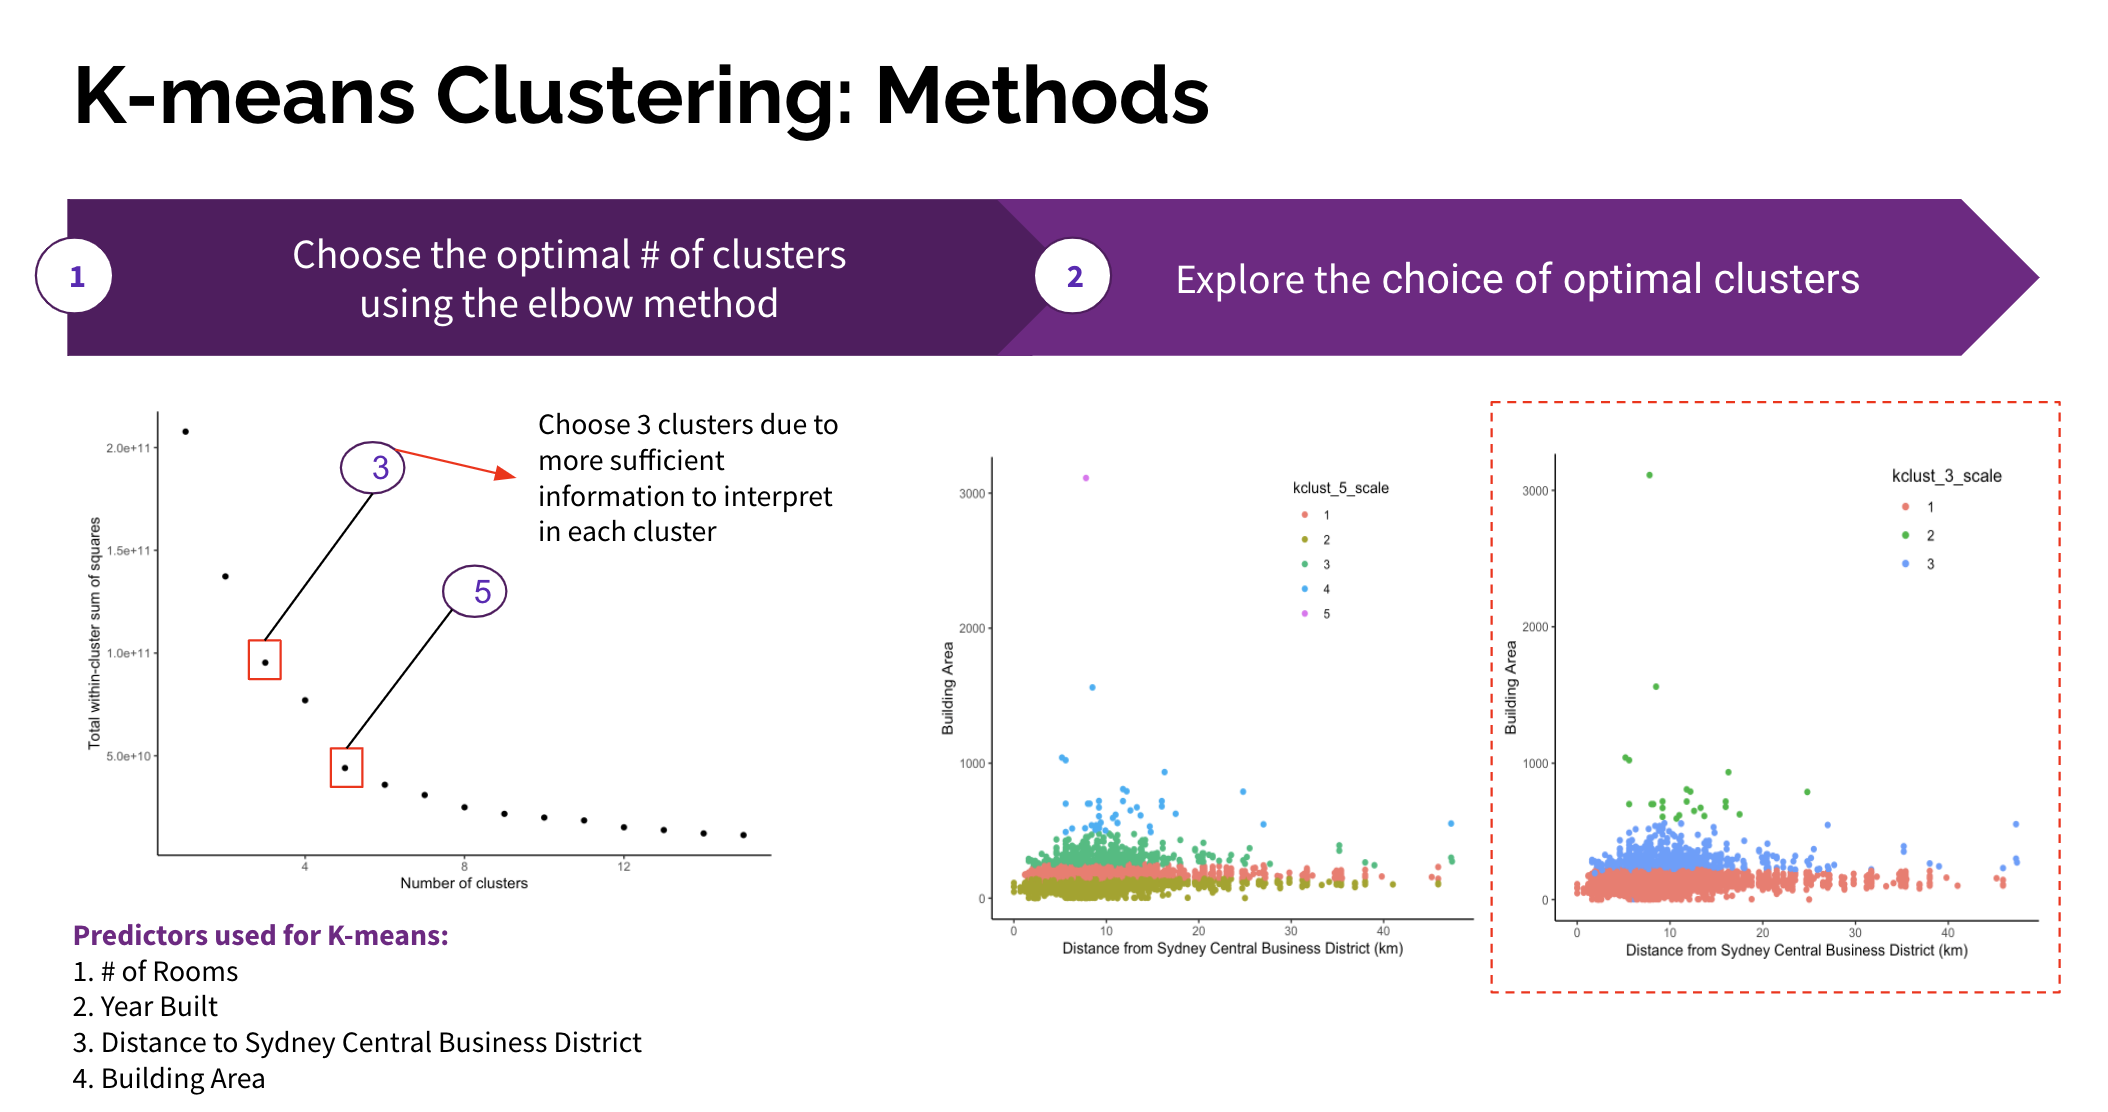 K-means Clustering: Methods
1
Choose the optimal # of clusters
using the elbow method
2
Explore the choice of optimal clusters
Total within-cluster sum of squares
2.0e+11
1.5e+11
1.0e+11
5.0e+10
4
8
12
Number of clusters
3
5
Choose 3 clusters due to
more sufficient
information to interpret
in each cluster
Predictors used for K-means:
1. # of Rooms
2. Year Built
3. Distance to Sydney Central Business District
4. Building Area
Building Area
3000
2000
1000
0
0
10
20
30
40
Distance from Sydney Central Business District (km)
kclust_5_scale
1
2
3
4
5
Building Area
3000
2000
1000
0
0
10
20
30
40
Distance from Sydney Central Business District (km)
kclust_3_scale
1
2
3